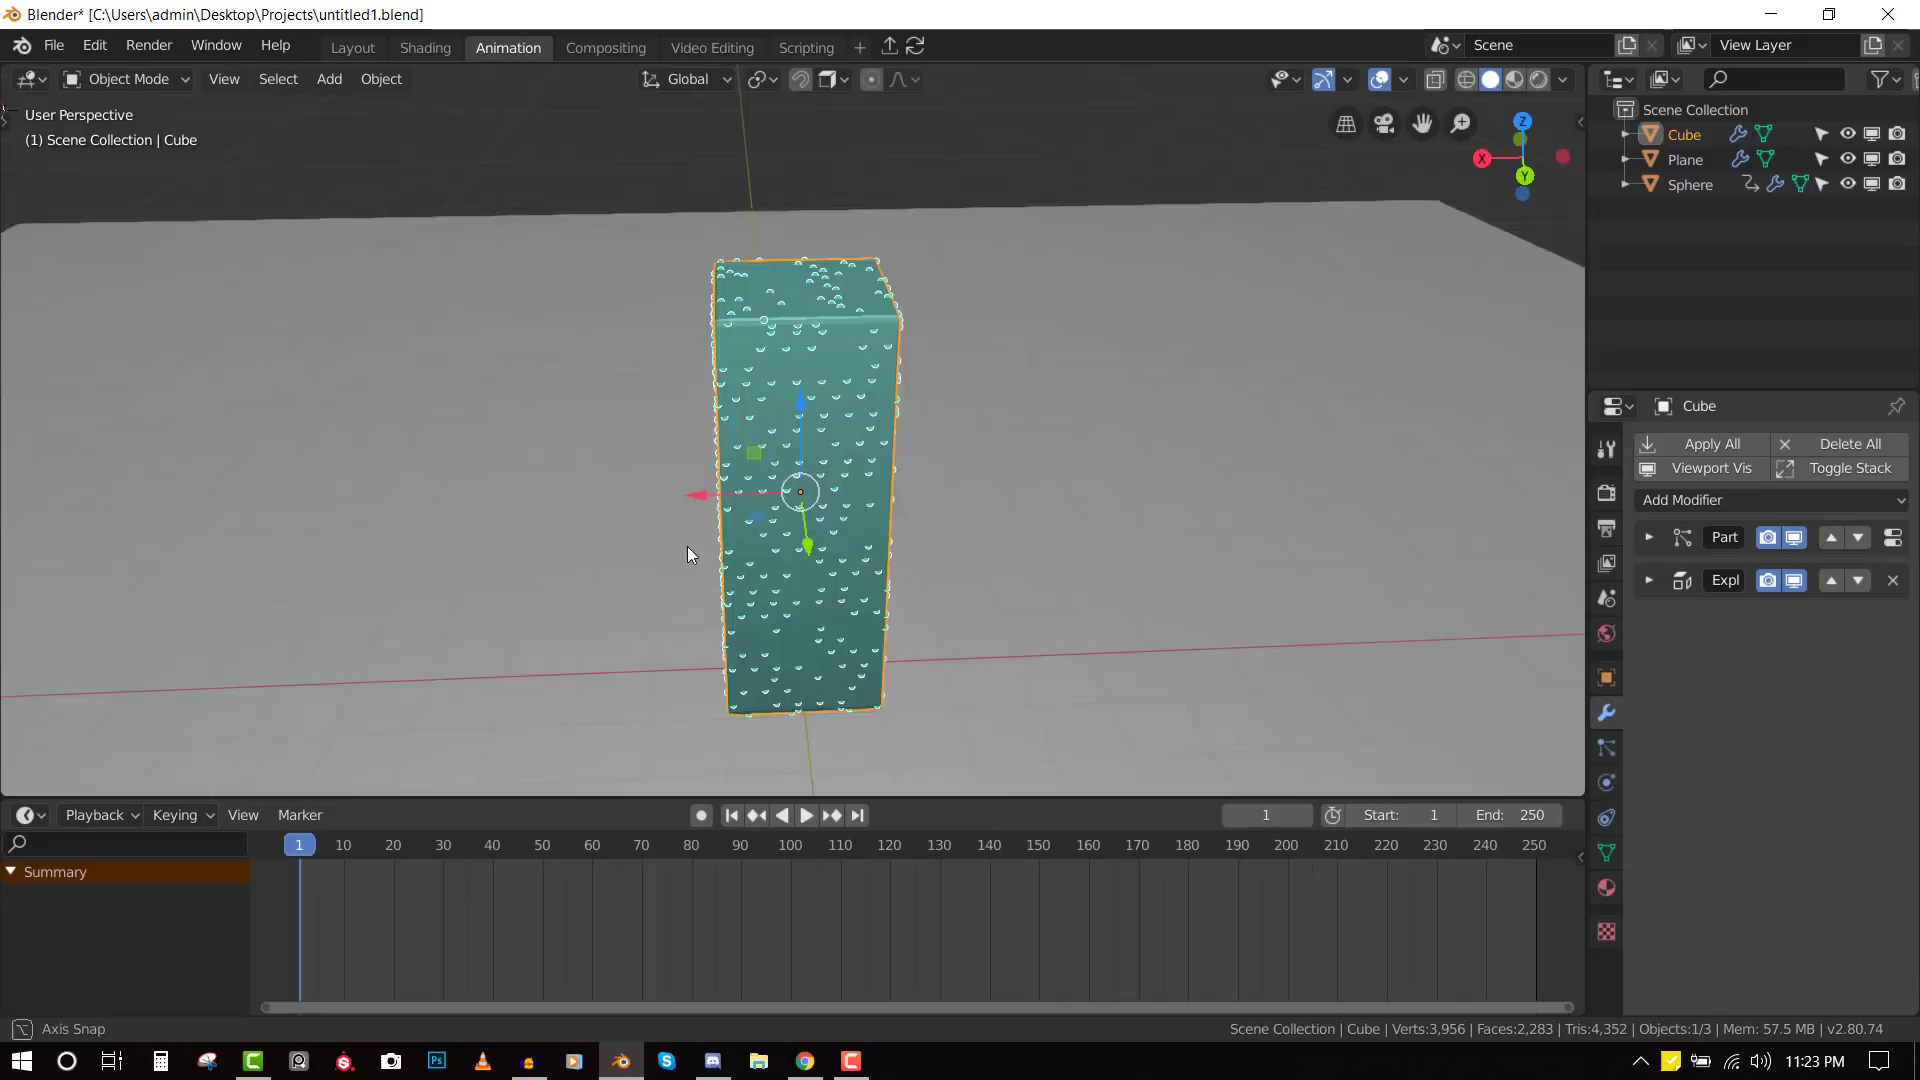 Blender* [C:\Users\admin\Desktop\Projects\untitled1.blend]
File Edit Render Window Help Layout Shading Animation Compositing Video Editing Scripting + Scene View Layer
Object Mode View Select Add Object Global
User Perspective
(1) Scene Collection | Cube
Z
X
Y
Scene Collection
Cube
Plane
Sphere
Cube
Apply All Delete All
Viewport Vis Toggle Stack
Add Modifier
Part
Expl
Playback Keying View Marker 1 Start: 1 End: 250
1 10 20 30 40 50 60 70 80 90 100 110 120 130 140 150 160 170 180 190 200 210 220 230 240 250
Summary
Axis Snap Scene Collection | Cube | Verts:3,956 | Faces:2,283 | Tris:4,352 | Objects:1/3 | Mem: 57.5 MB | v2.80.74
Ps 11:23 PM